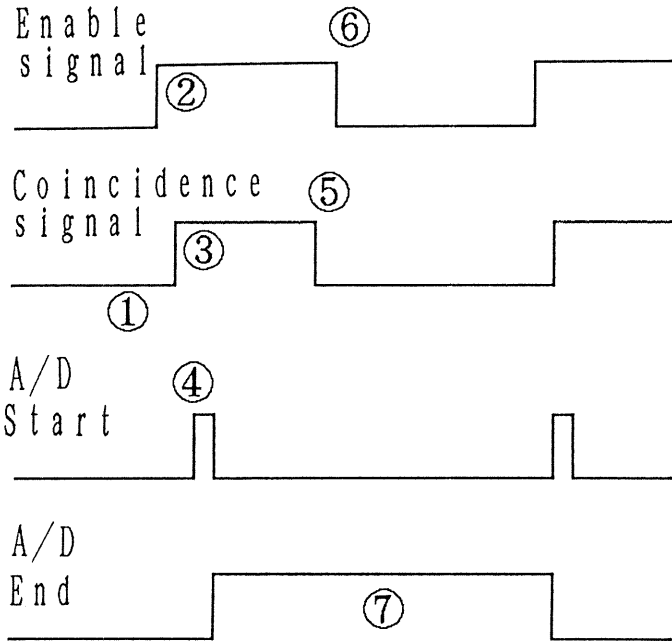 Enable
signal
⑥
②
Coincidence
signal
⑤
③
①
A/D
Start
④
A/D
End
⑦